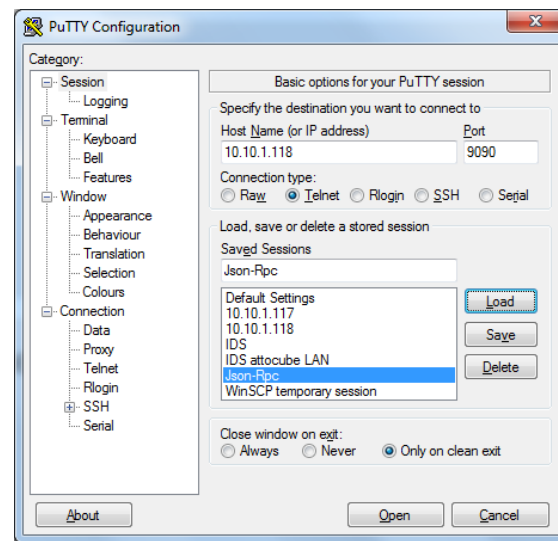 PuTTY Configuration
Category:
Session
Logging
Terminal
Keyboard
Bell
Features
Window
Appearance
Behaviour
Translation
Selection
Colours
Connection
Data
Proxy
Telnet
Rlogin
SSH
Serial
Basic options for your PuTTY session
Specify the destination you want to connect to
Host Name (or IP address) Port
10.10.1.118 9090
Connection type:
Raw Telnet Rlogin SSH Serial
Load, save or delete a stored session
Saved Sessions
Json-Rpc
Default Settings
10.10.1.117
10.10.1.118
IDS
IDS attocube LAN
Json-Rpc
WinSCP temporary session
Load
Save
Delete
Close window on exit:
Always Never Only on clean exit
About Open Cancel